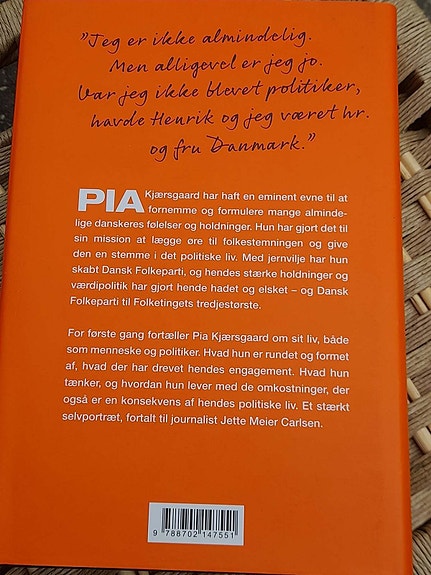 "Jeg er ikke almindelig.
Men alligevel er jeg jo.
Var jeg ikke blevet politiker,
havde Henrik og jeg været hr.
og fru Danmark."
PIA Kjærsgaard har haft en eminent evne til at
fornemme og formulere mange alminde-
lige danskeres følelser og holdninger. Hun har gjort det til
sin mission at lægge øre til folkestemningen og give
den en stemme i det politiske liv. Med jernvilje har hun
skabt Dansk Folkeparti, og hendes stærke holdninger og
værdipolitik har gjort hende hadet og elsket – og Dansk
Folkeparti til Folketingets tredjestørste.
For første gang fortæller Pia Kjærsgaard om sit liv, både
som menneske og politiker. Hvad hun er rundet og formet
af, hvad der har drevet hendes engagement. Hvad hun
tænker, og hvordan hun lever med de omkostninger, der
også er en konsekvens af hendes politiske liv. Et stærkt
selvportræt, fortalt til journalist Jette Meier Carlsen.
9 788702 147551